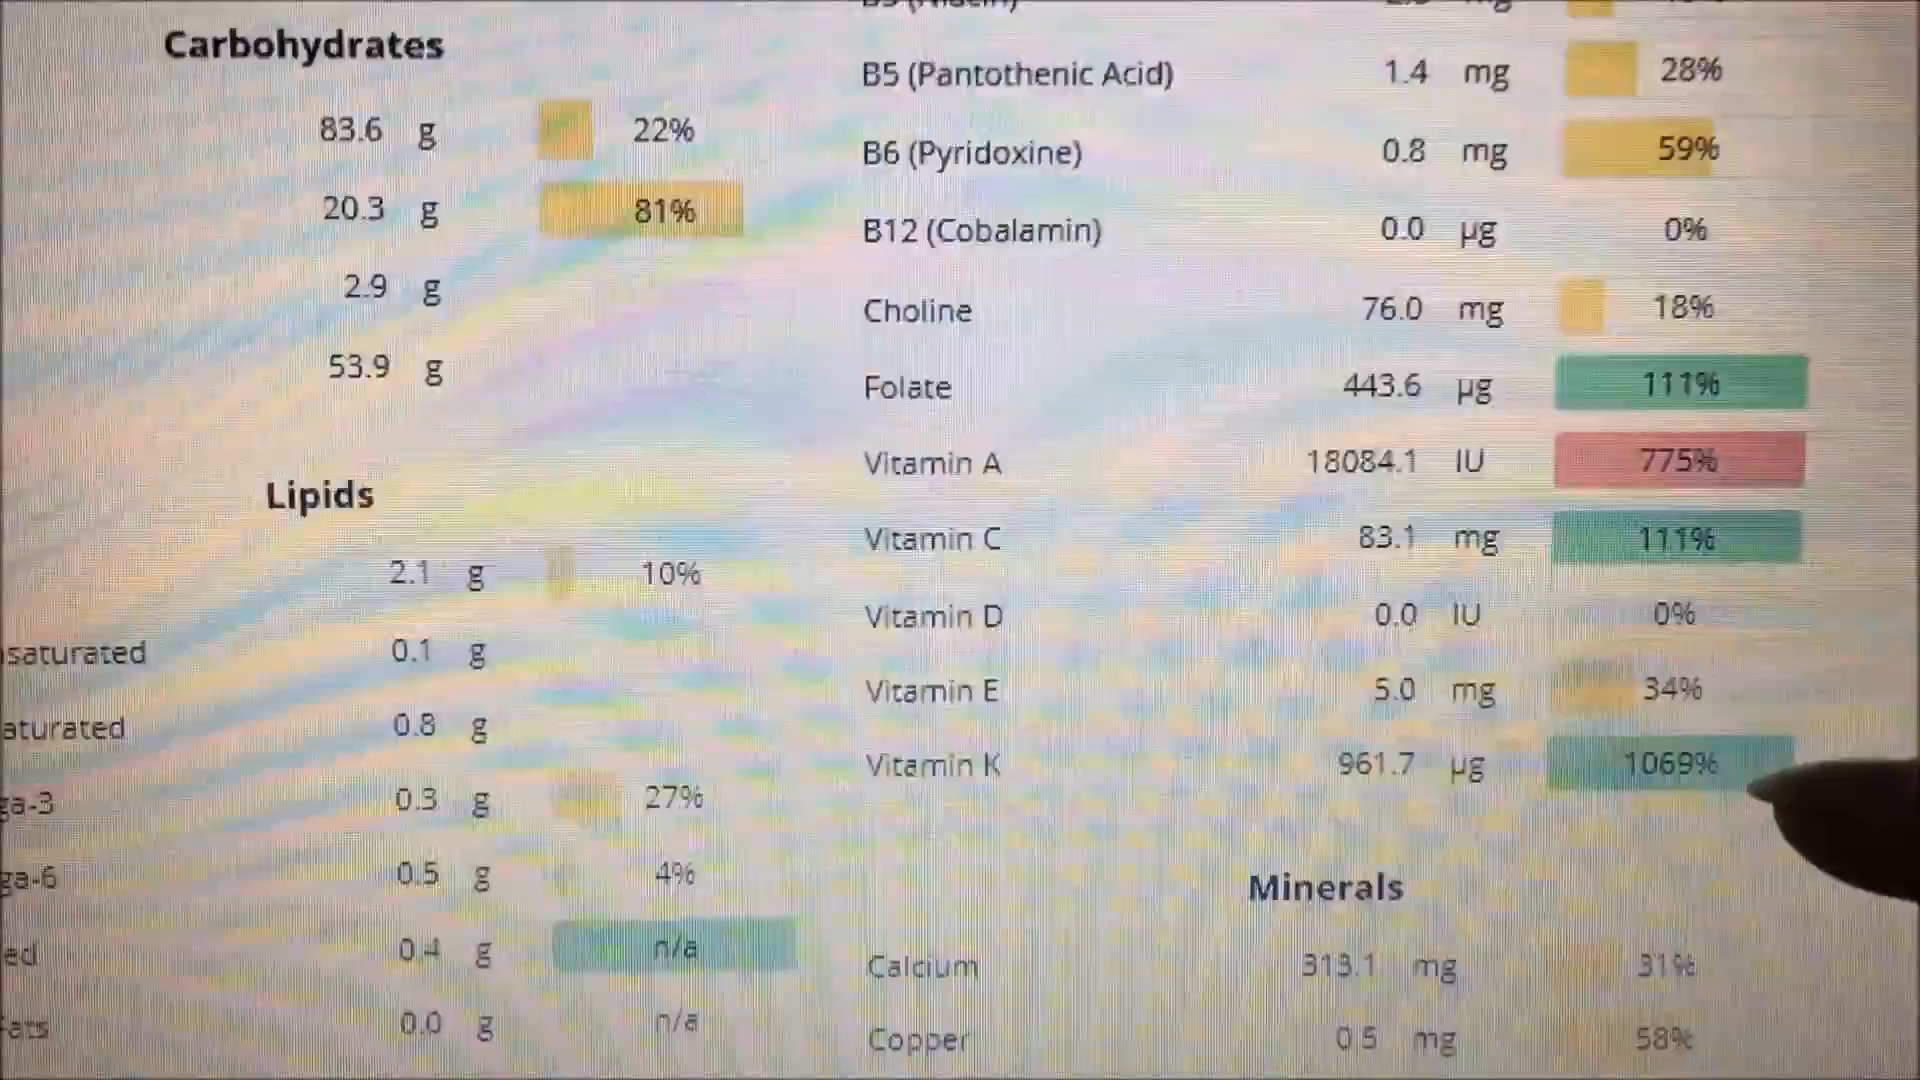 Carbohydrates
83.6 g 22%
20.3 g 81%
2.9 g
53.9 g
Lipids
2.1 g 10%
saturated 0.1 g
aturated 0.8 g
ga-3 0.3 g 27%
ga-6 0.5 g 4%
ed 0.4 g n/a
ats 0.0 g n/a
B5 (Pantothenic Acid) 1.4 mg 28%
B6 (Pyridoxine) 0.8 mg 59%
B12 (Cobalamin) 0.0 µg 0%
Choline 76.0 mg 18%
Folate 443.6 µg 111%
Vitamin A 18084.1 IU 775%
Vitamin C 83.1 mg 111%
Vitamin D 0.0 IU 0%
Vitamin E 5.0 mg 34%
Vitamin K 961.7 µg 1069%
Minerals
Calcium 313.1 mg 31%
Copper 0.5 mg 58%